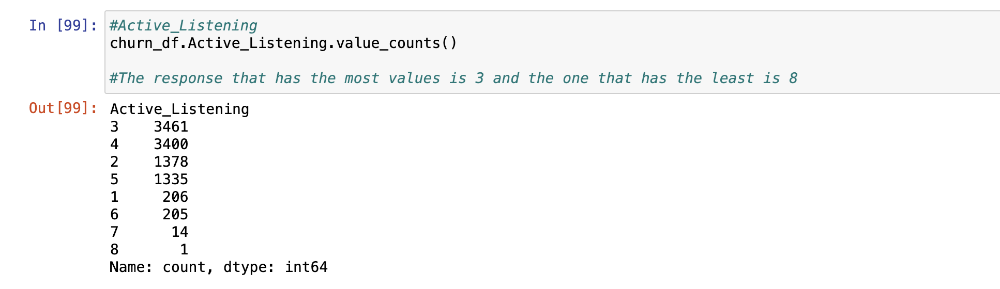 In [99]: #Active_Listening
churn_df.Active_Listening.value_counts()
#The response that has the most values is 3 and the one that has the least is 8
Out[99]: Active_Listening
3    3461
4    3400
2    1378
5    1335
1     206
6     205
7      14
8       1
Name: count, dtype: int64